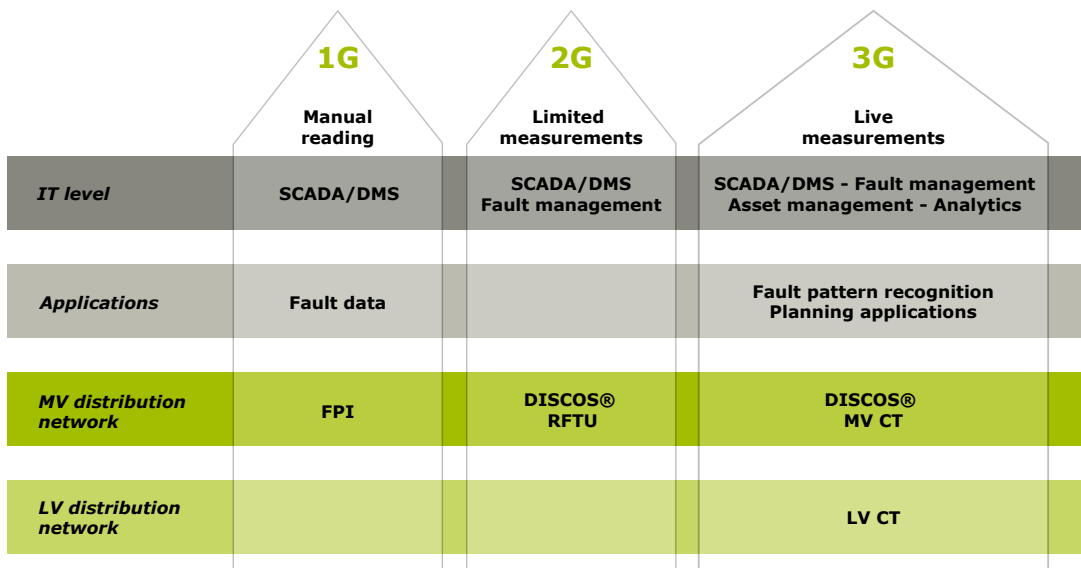 1G
2G
3G
Manual
reading
Limited
measurements
Live
measurements
IT level
SCADA/DMS
SCADA/DMS
Fault management
SCADA/DMS - Fault management
Asset management - Analytics
Applications
Fault data
Fault pattern recognition
Planning applications
MV distribution
network
FPI
DISCOS®
RFTU
DISCOS®
MV CT
LV distribution
network
LV CT